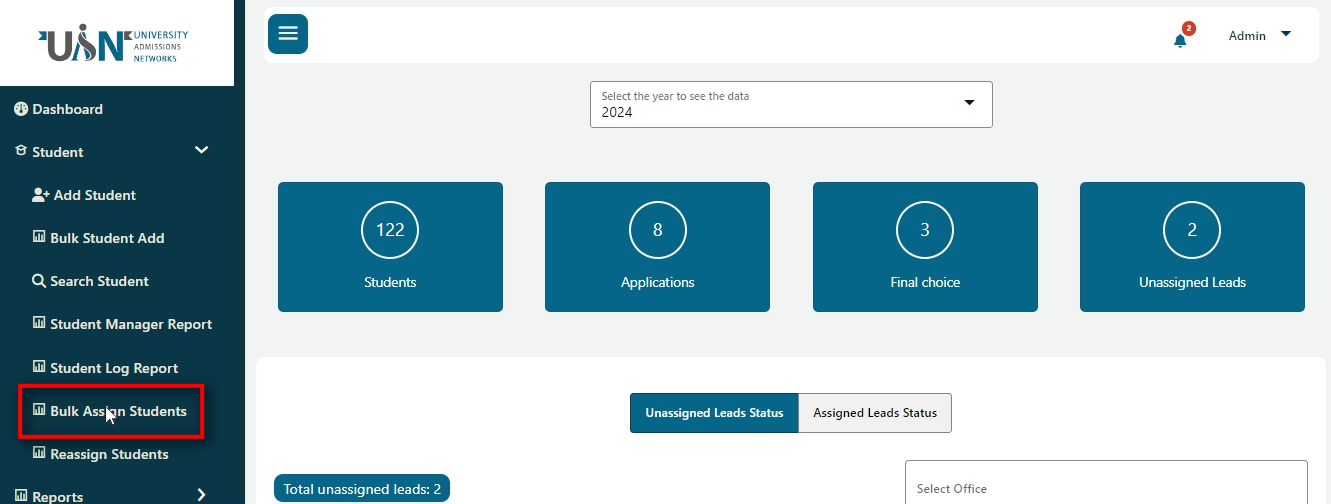 UAN UNIVERSITY
ADMISSIONS
NETWORKS
2
Admin
Dashboard
Student
Add Student
Bulk Student Add
Search Student
Student Manager Report
Student Log Report
Bulk Assign Students
Reassign Students
Reports
Select the year to see the data
2024
122
Students
8
Applications
3
Final choice
2
Unassigned Leads
Unassigned Leads Status
Assigned Leads Status
Total unassigned leads: 2
Select Office